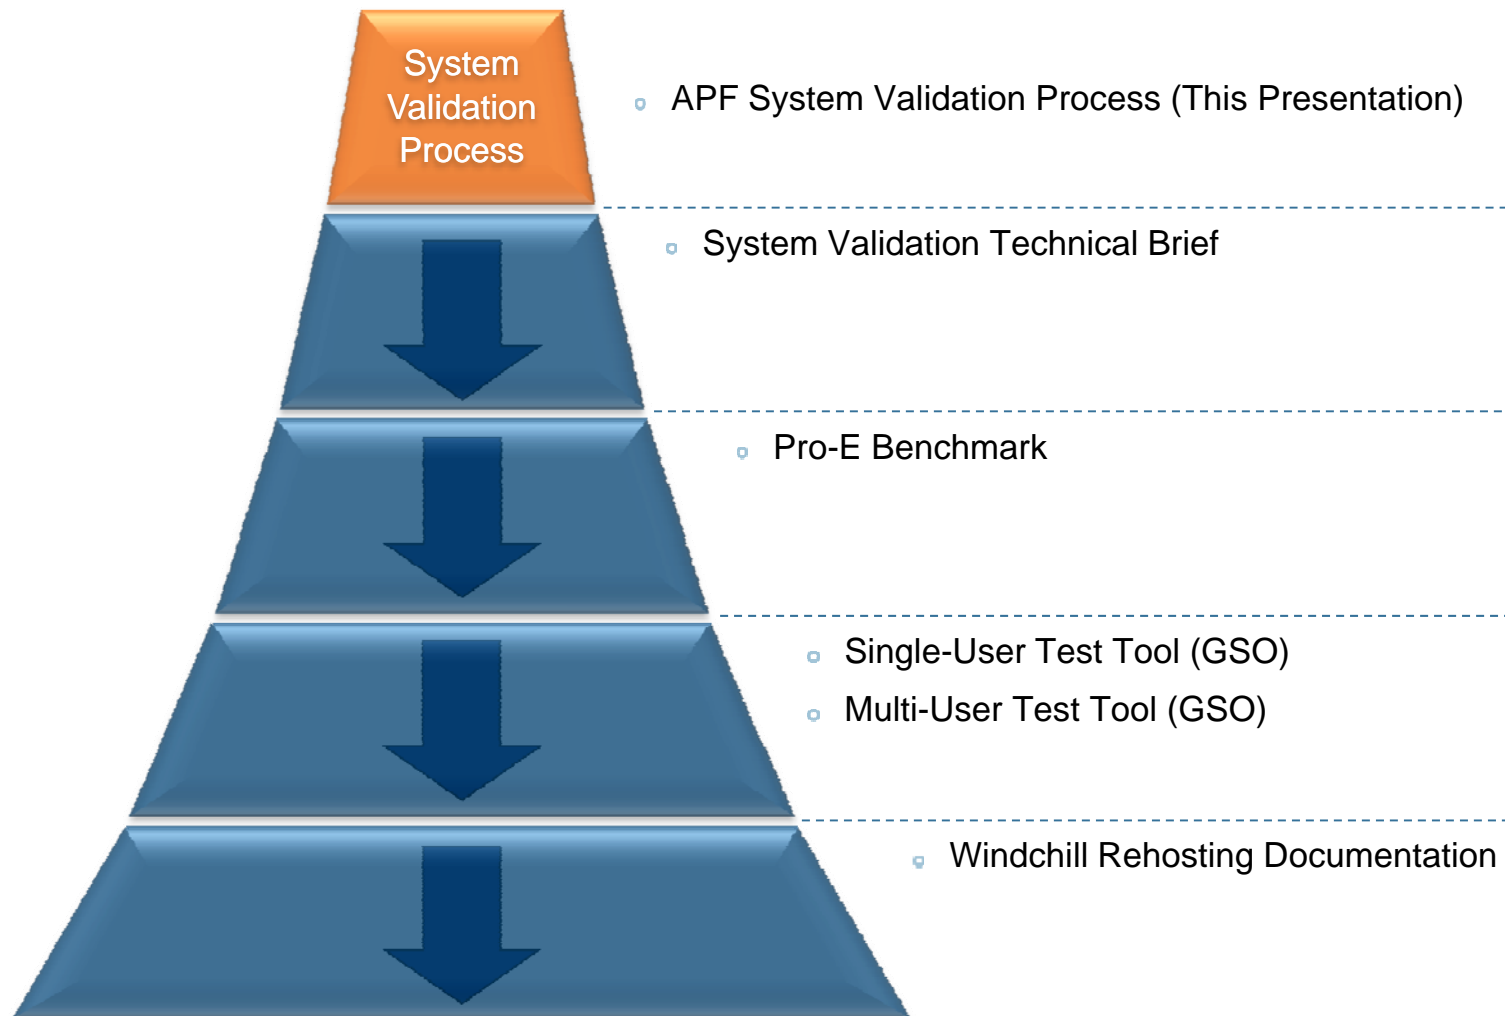 System
Validation
Process
APF System Validation Process (This Presentation)
System Validation Technical Brief
Pro-E Benchmark
Single-User Test Tool (GSO)
Multi-User Test Tool (GSO)
Windchill Rehosting Documentation